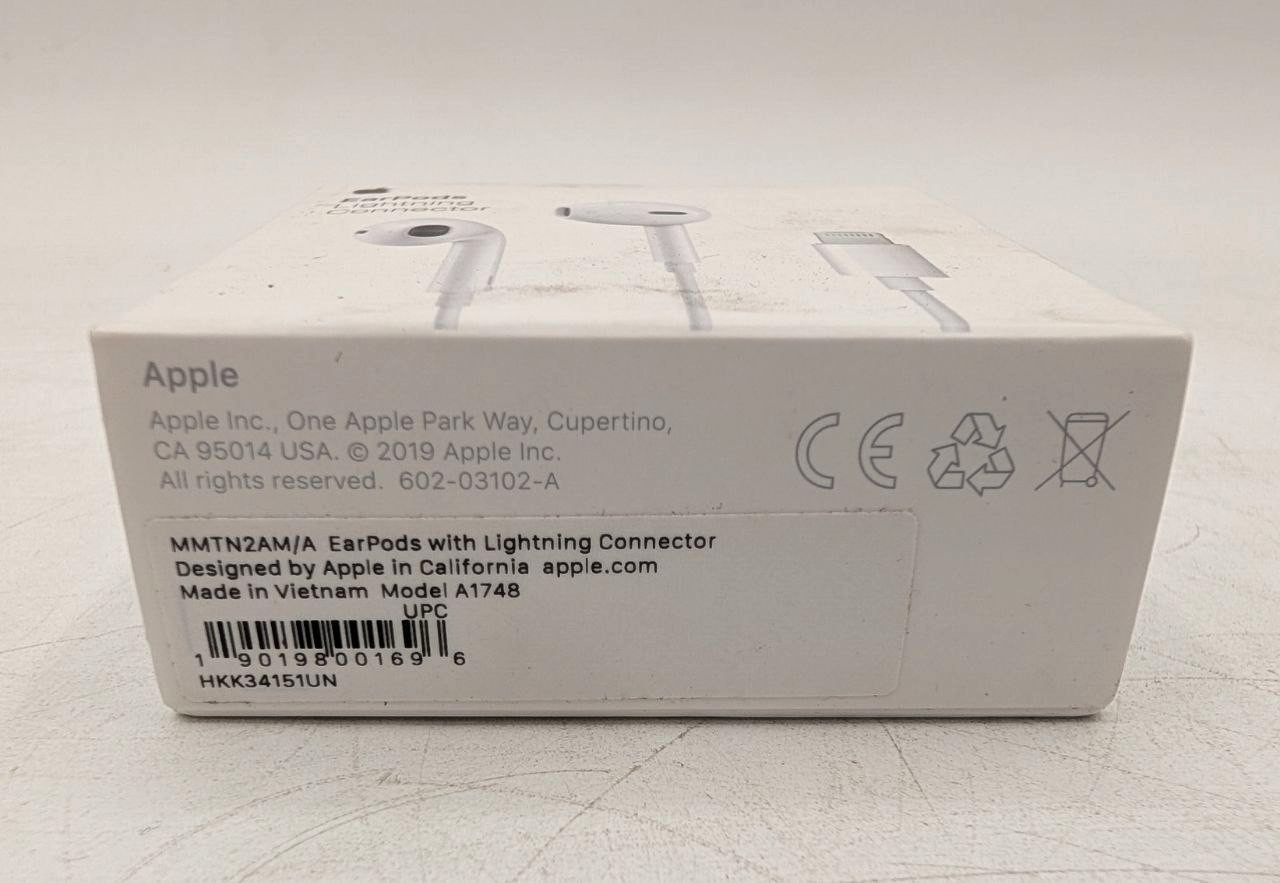 EarPods
Lightning
Connector
Apple
Apple Inc., One Apple Park Way, Cupertino,
CA 95014 USA. © 2019 Apple Inc.
All rights reserved. 602-03102-A
MMTN2AM/A EarPods with Lightning Connector
Designed by Apple in California apple.com
Made in Vietnam Model A1748
UPC
1 90198 00169 6
HKK34151UN
CE